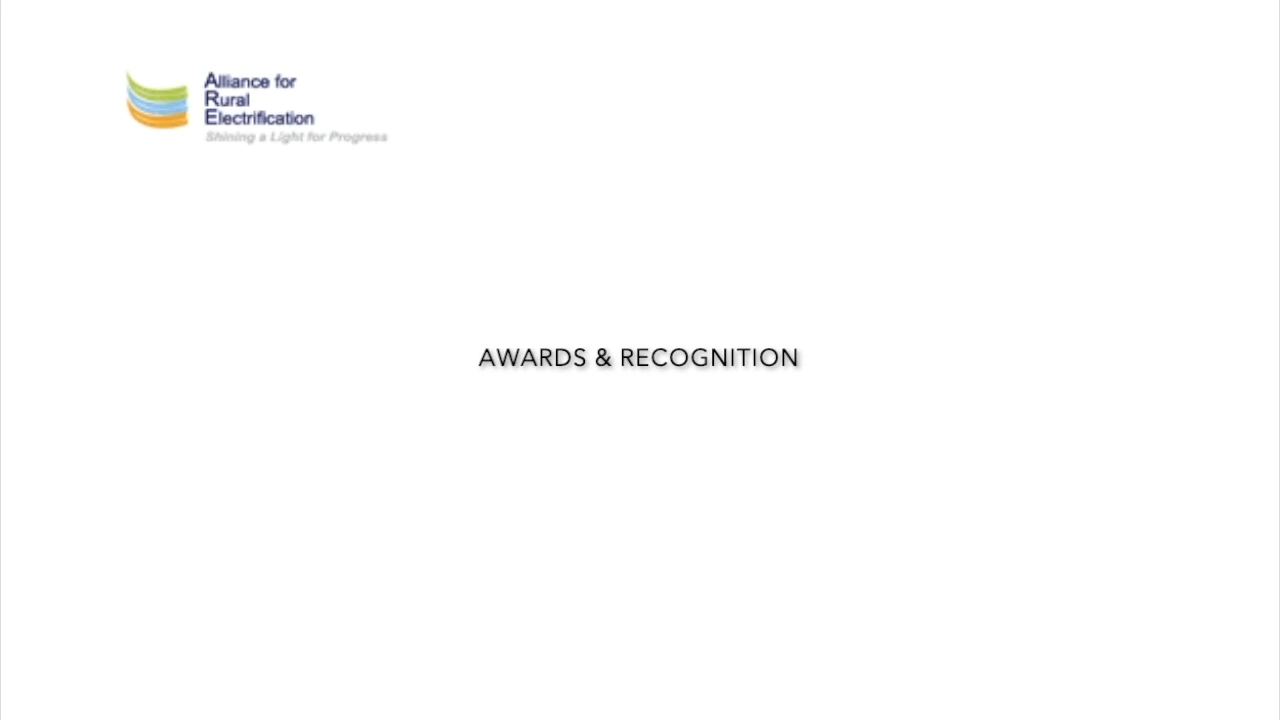 Alliance for
Rural
Electrification
Shining a Light for Progress
AWARDS & RECOGNITION